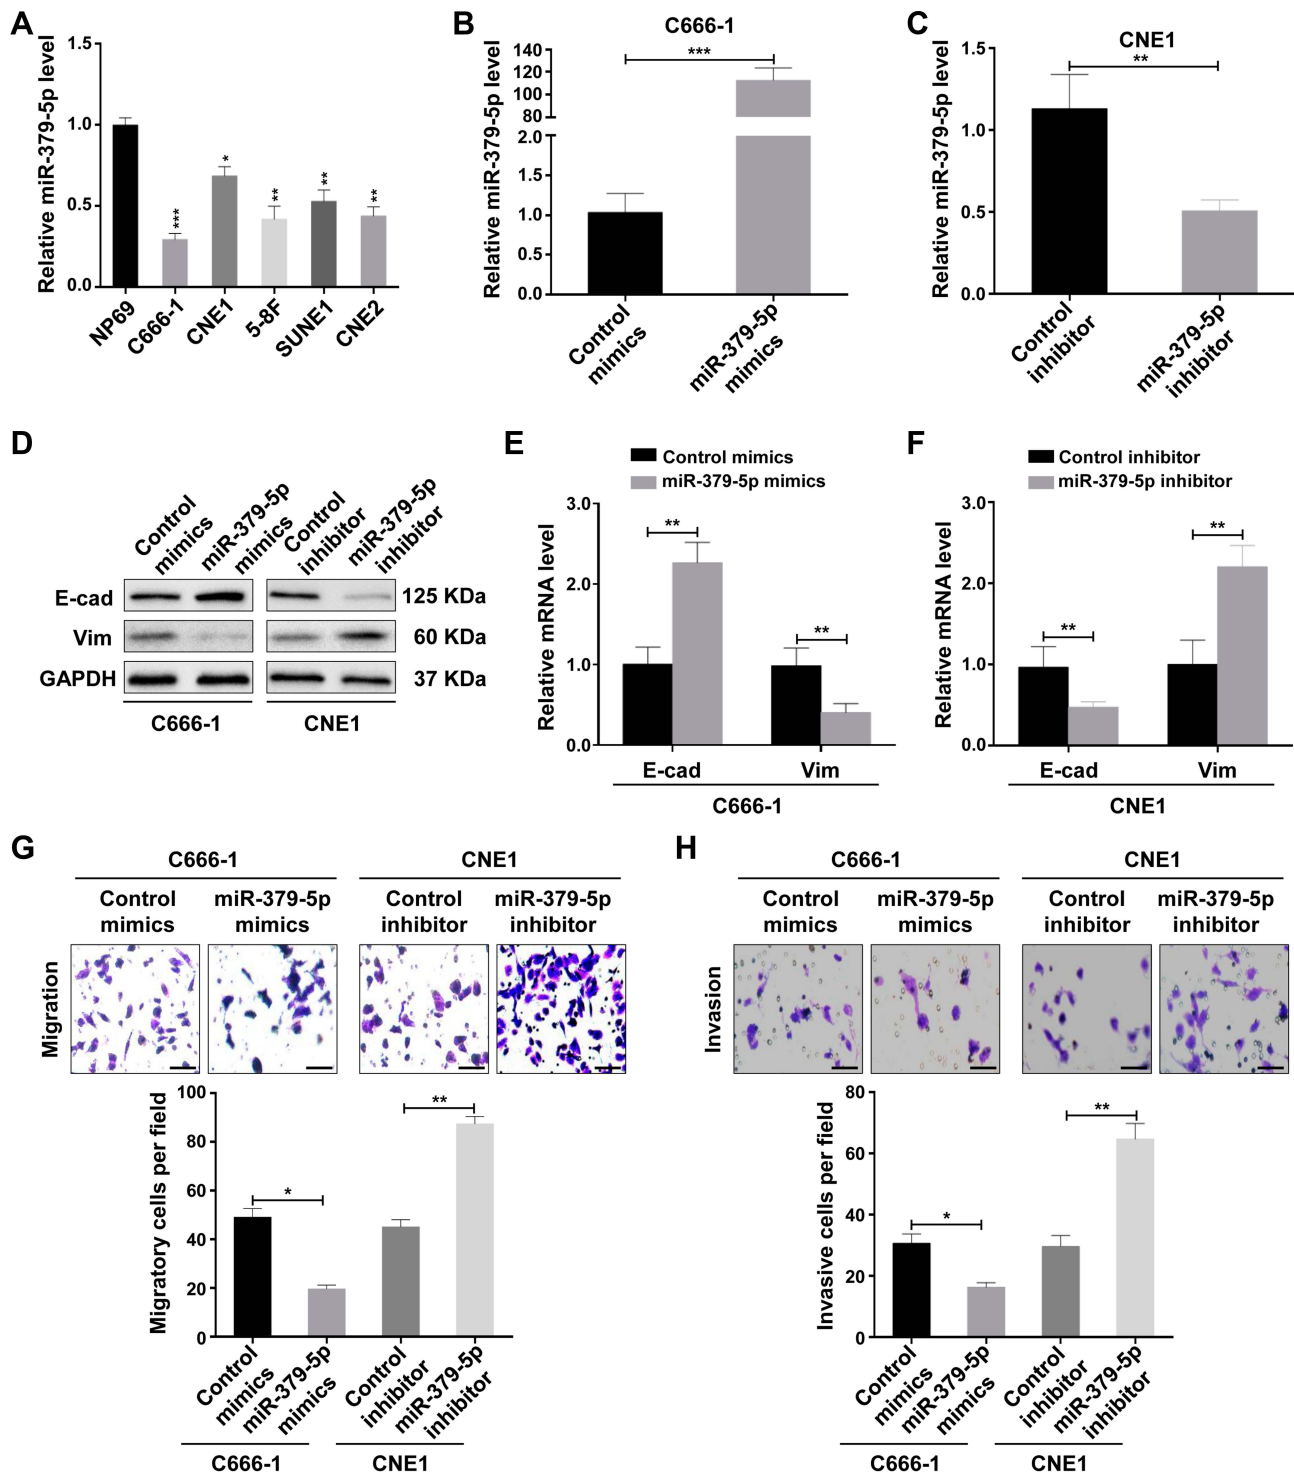 A
Relative miR-379-5p level
1.5
1.0
0.5
0.0
***
*
**
**
**
NP69
C666-1
CNE1
5-8F
SUNE1
CNE2
B
C666-1
Relative miR-379-5p level
140
120
100
80
2.0
1.5
1.0
0.5
0.0
***
Control
mimics
miR-379-5p
mimics
C
CNE1
Relative miR-379-5p level
1.5
1.0
0.5
0.0
**
Control
inhibitor
miR-379-5p
inhibitor
D
Control
mimics
miR-379-5p
mimics
Control
inhibitor
miR-379-5p
inhibitor
E-cad
125 KDa
Vim
60 KDa
GAPDH
37 KDa
C666-1
CNE1
E
Control mimics
miR-379-5p mimics
Relative mRNA level
3.0
2.0
1.0
0.0
**
**
E-cad
Vim
C666-1
F
Control inhibitor
miR-379-5p inhibitor
Relative mRNA level
3.0
2.0
1.0
0.0
**
**
E-cad
Vim
CNE1
G
C666-1
CNE1
Control
mimics
miR-379-5p
mimics
Control
inhibitor
miR-379-5p
inhibitor
Migration
Migratory cells per field
100
80
60
40
20
0
*
**
Control
mimics
miR-379-5p
mimics
Control
inhibitor
miR-379-5p
inhibitor
C666-1
CNE1
H
C666-1
CNE1
Control
mimics
miR-379-5p
mimics
Control
inhibitor
miR-379-5p
inhibitor
Invasion
Invasive cells per field
80
60
40
20
0
*
**
Control
mimics
miR-379-5p
mimics
Control
inhibitor
miR-379-5p
inhibitor
C666-1
CNE1